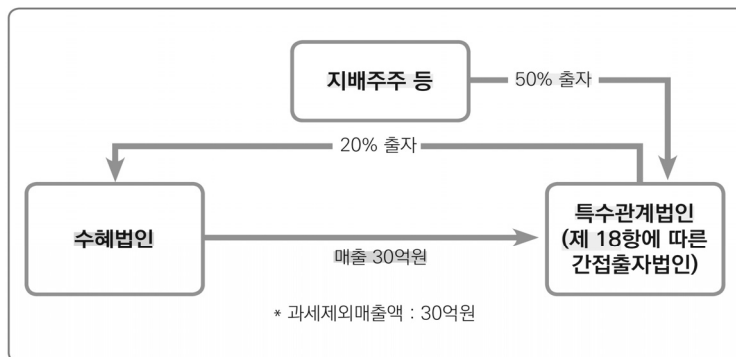 지배주주 등
50% 출자
20% 출자
수혜법인
매출 30억원
특수관계법인
(제 18항에 따른
간접출자법인)
* 과세제외매출액 : 30억원